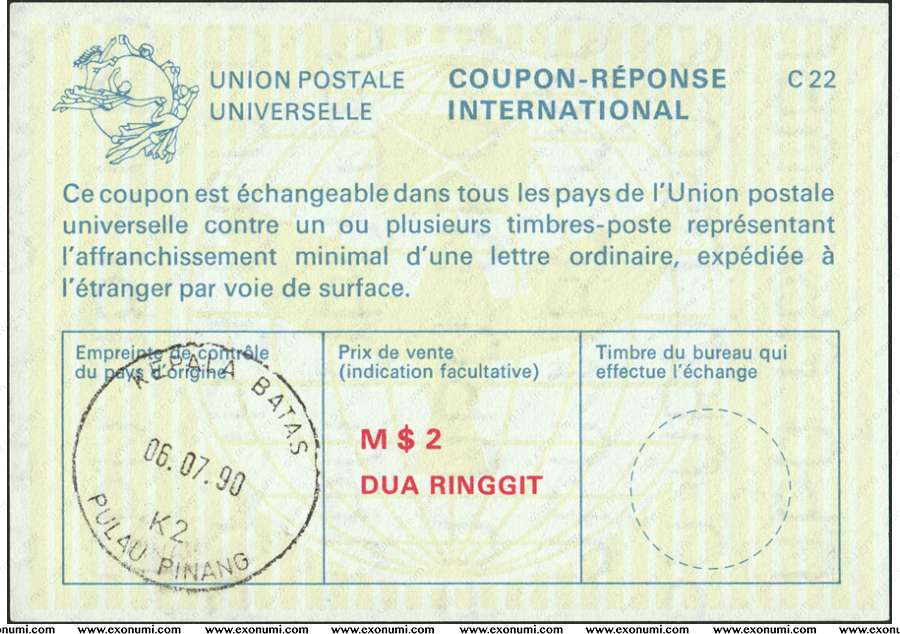 UNION POSTALE
UNIVERSELLE
COUPON-RÉPONSE
INTERNATIONAL
C 22
Ce coupon est échangeable dans tous les pays de l'Union postale
universelle contre un ou plusieurs timbres-poste représentant
l'affranchissement minimal d'une lettre ordinaire, expédiée à
l'étranger par voie de surface.
Empreinte de contrôle
du pays d'origine
KEPALA BATAS
06.07.90
K2
PULAU PINANG
Prix de vente
(indication facultative)
M $ 2
DUA RINGGIT
Timbre du bureau qui
effectue l'échange
www.exonumi.com www.exonumi.com www.exonumi.com www.exonumi.com www.exonumi.com www.exonumi.com